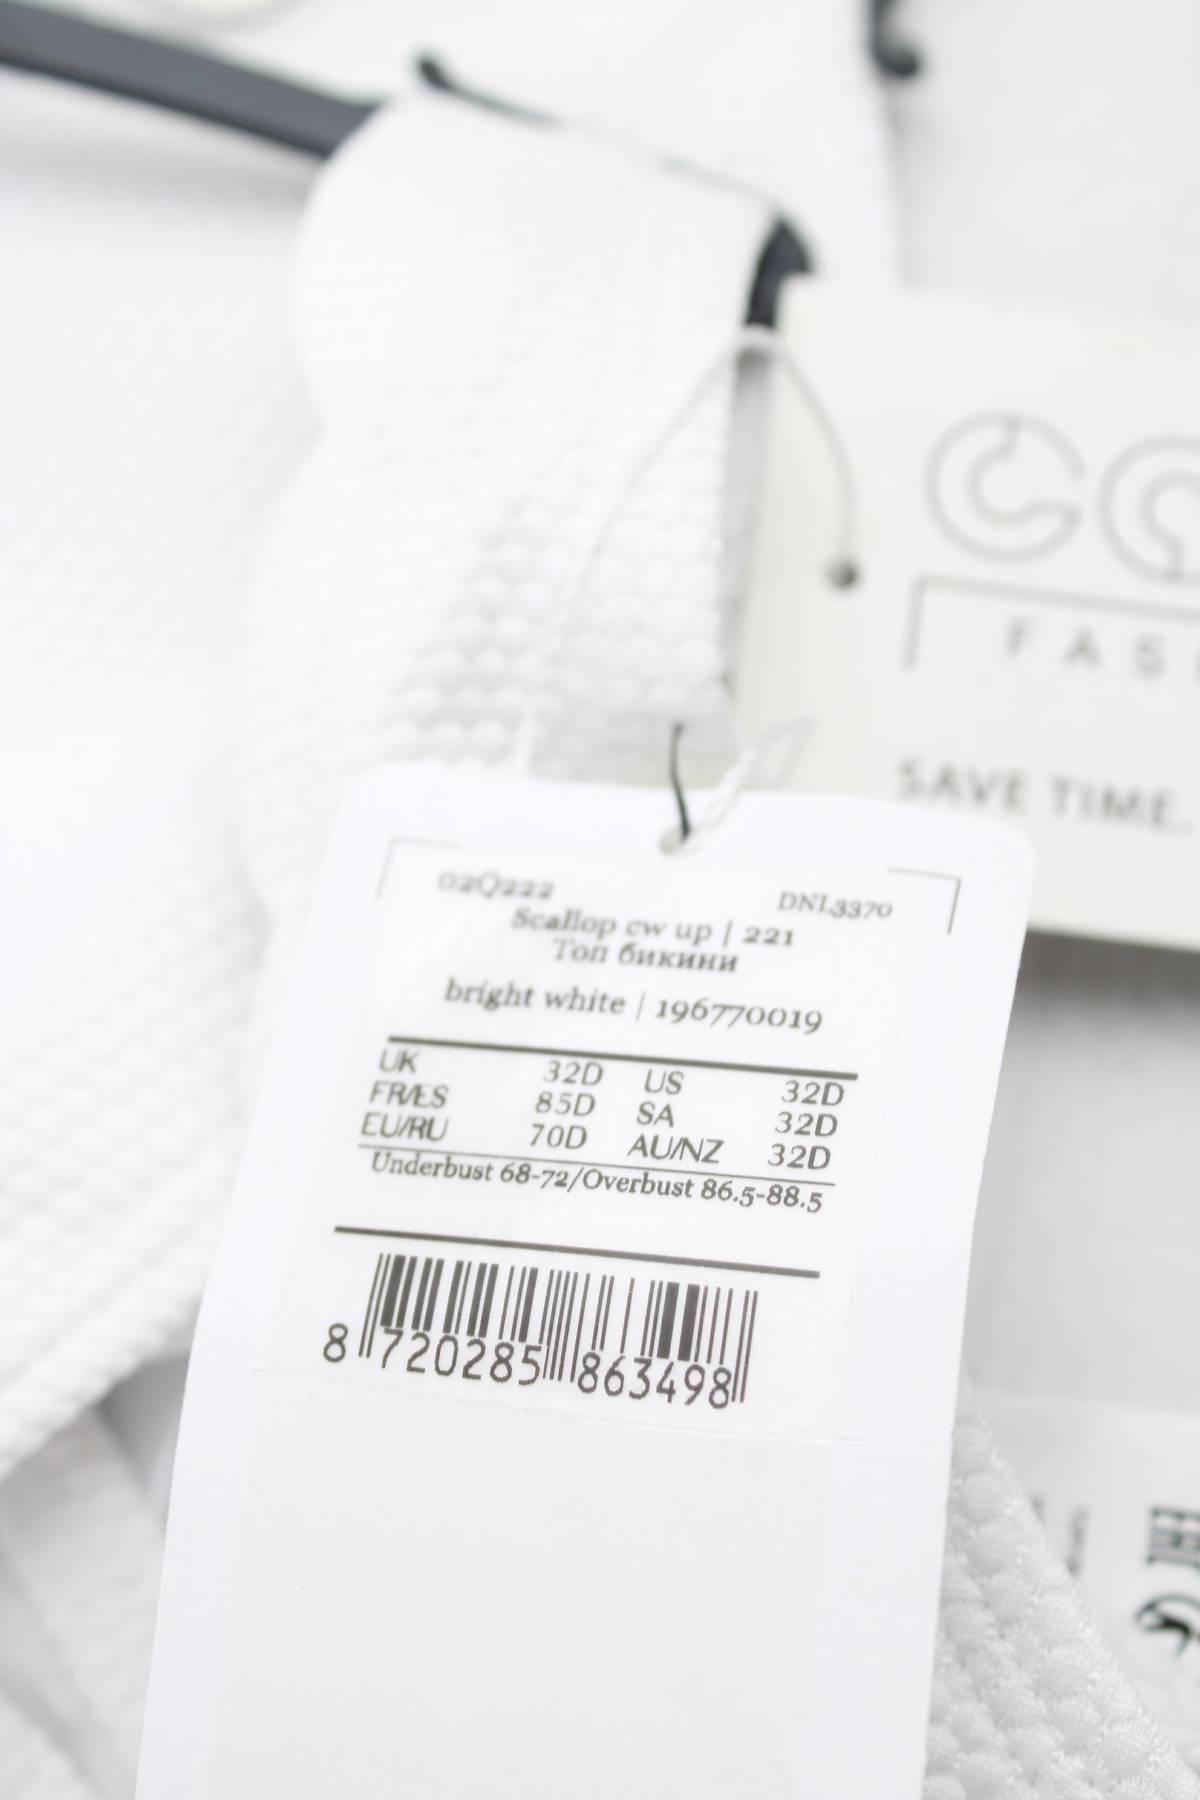 FAS
SAVE TIME.
02Q222 DNL3370
Scallop cw up | 221
Топ бикини
bright white | 196770019
UK 32D US 32D
FR/ES 85D SA 32D
EU/RU 70D AU/NZ 32D
Underbust 68-72/Overbust 86.5-88.5
8 720285 863498